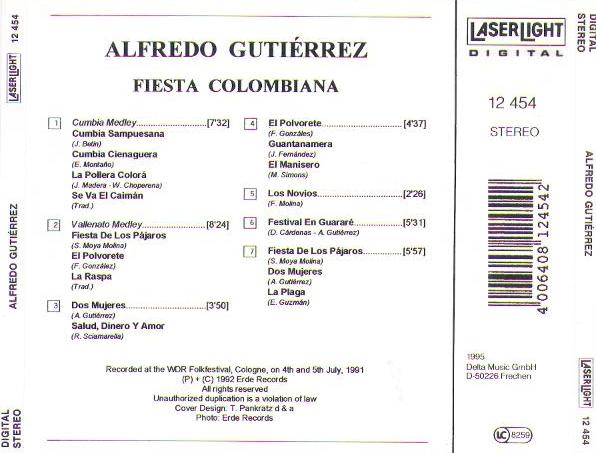 ALFREDO GUTIÉRREZ
FIESTA COLOMBIANA
1 Cumbia Medley [7'32]
Cumbia Sampuesana
(J. Betin)
Cumbia Cienaguera
(E. Montaño)
La Pollera Colorá
(J. Madera - W. Choperena)
Se Va El Caimán
(Trad.)
2 Vallenato Medley [8'24]
Fiesta De Los Pájaros
(S. Moya Molina)
El Polvorete
(F. González)
La Raspa
(Trad.)
3 Dos Mujeres [3'50]
(A. Gutiérrez)
Salud, Dinero Y Amor
(R. Sciamarella)
4 El Polvorete [4'37]
(F. Gonzáles)
Guantanamera
(J. Fernández)
El Manisero
(M. Simons)
5 Los Novios [2'26]
(F. Molina)
6 Festival En Guararé [5'31]
(D. Cárdenas - A. Gutiérrez)
7 Fiesta De Los Pájaros [5'57]
(S. Moya Molina)
Dos Mujeres
(A. Gutiérrez)
La Plaga
(E. Guzmán)
Recorded at the WDR Folkfestival, Cologne, on 4th and 5th July, 1991
(P) + (C) 1992 Erde Records
All rights reserved
Unauthorized duplication is a violation of law
Cover Design: T. Pankratz d & a
Photo: Erde Records
LASERLIGHT
DIGITAL
12 454
STEREO
4 006408 124542
1995
Delta Music GmbH
D-50226 Frechen
LC 8259
DIGITAL
STEREO
ALFREDO GUTIÉRREZ
LASERLIGHT
12 454
DIGITAL
STEREO
ALFREDO GUTIÉRREZ
LASERLIGHT
12 454